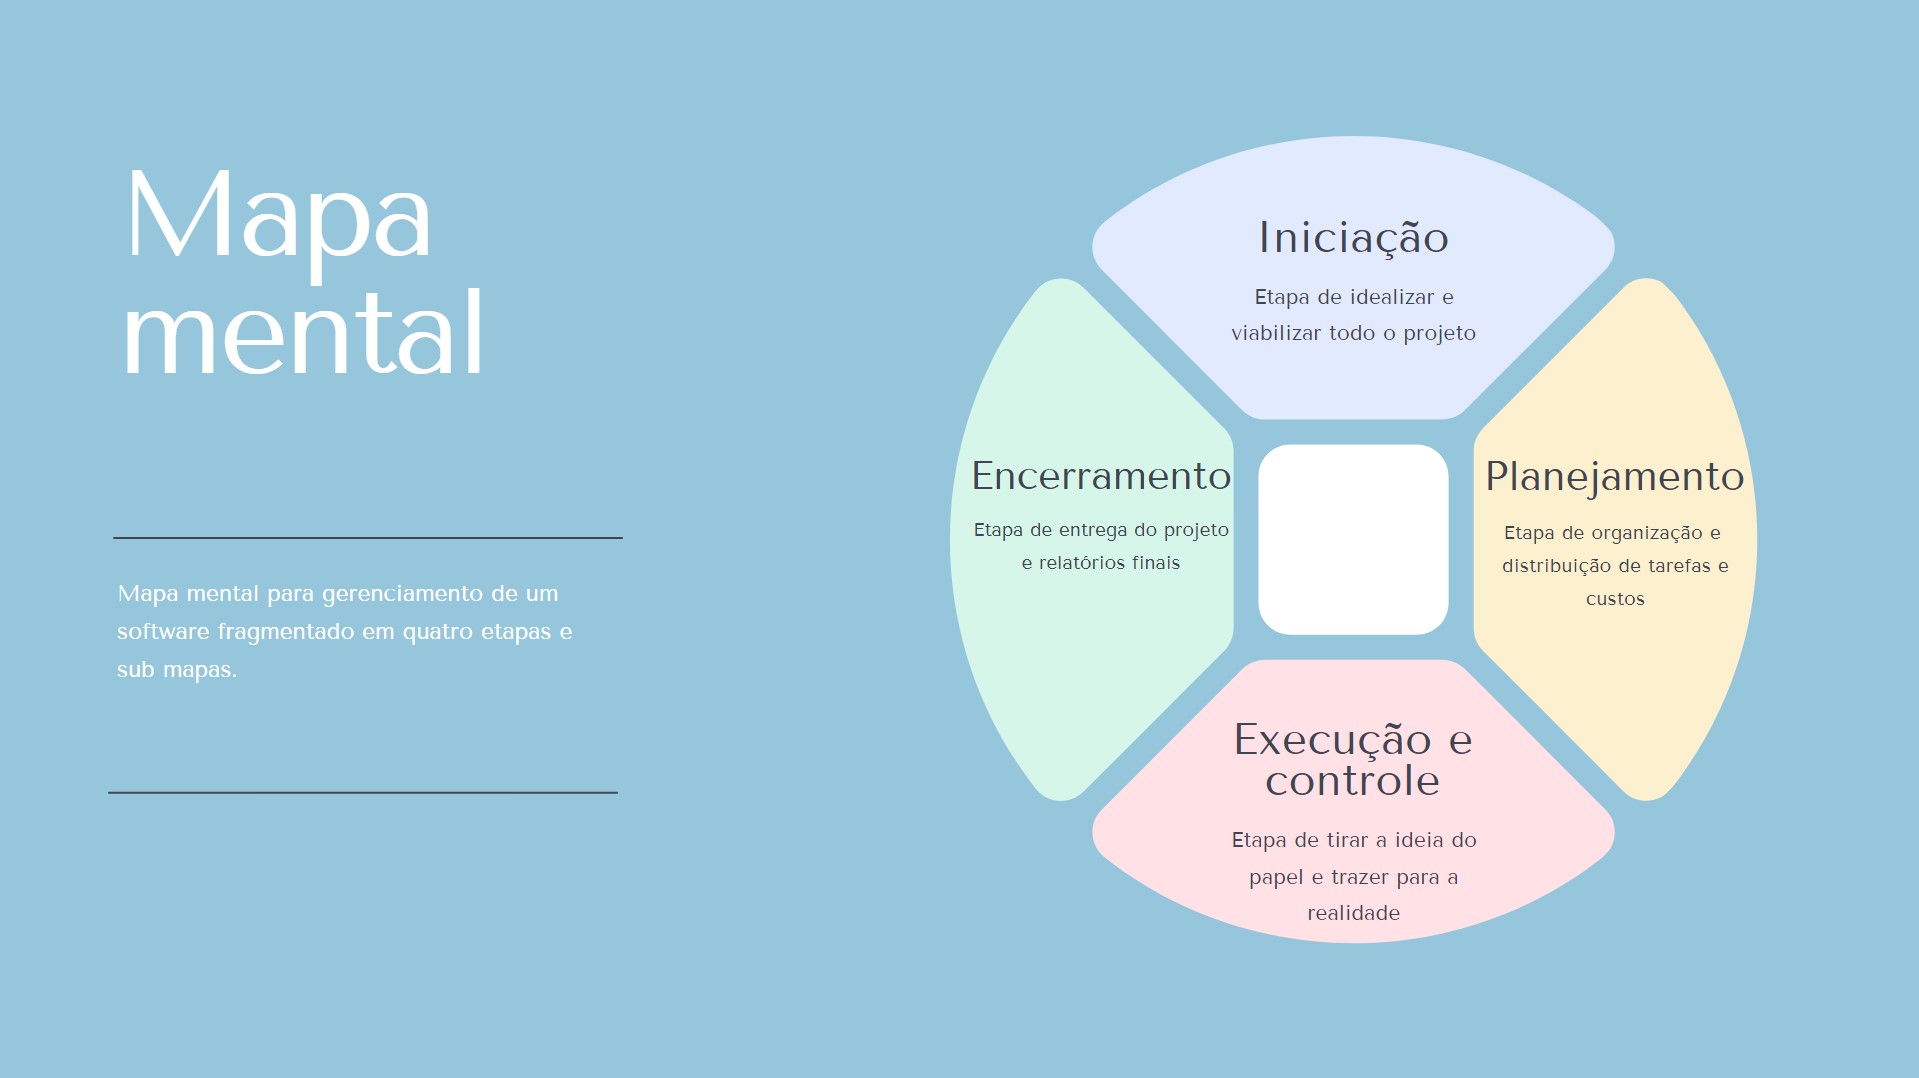 Mapa
mental
Mapa mental para gerenciamento de um
software fragmentado em quatro etapas e
sub mapas.
Iniciação
Etapa de idealizar e
viabilizar todo o projeto
Encerramento
Etapa de entrega do projeto
e relatórios finais
Planejamento
Etapa de organização e
distribuição de tarefas e
custos
Execução e
controle
Etapa de tirar a ideia do
papel e trazer para a
realidade